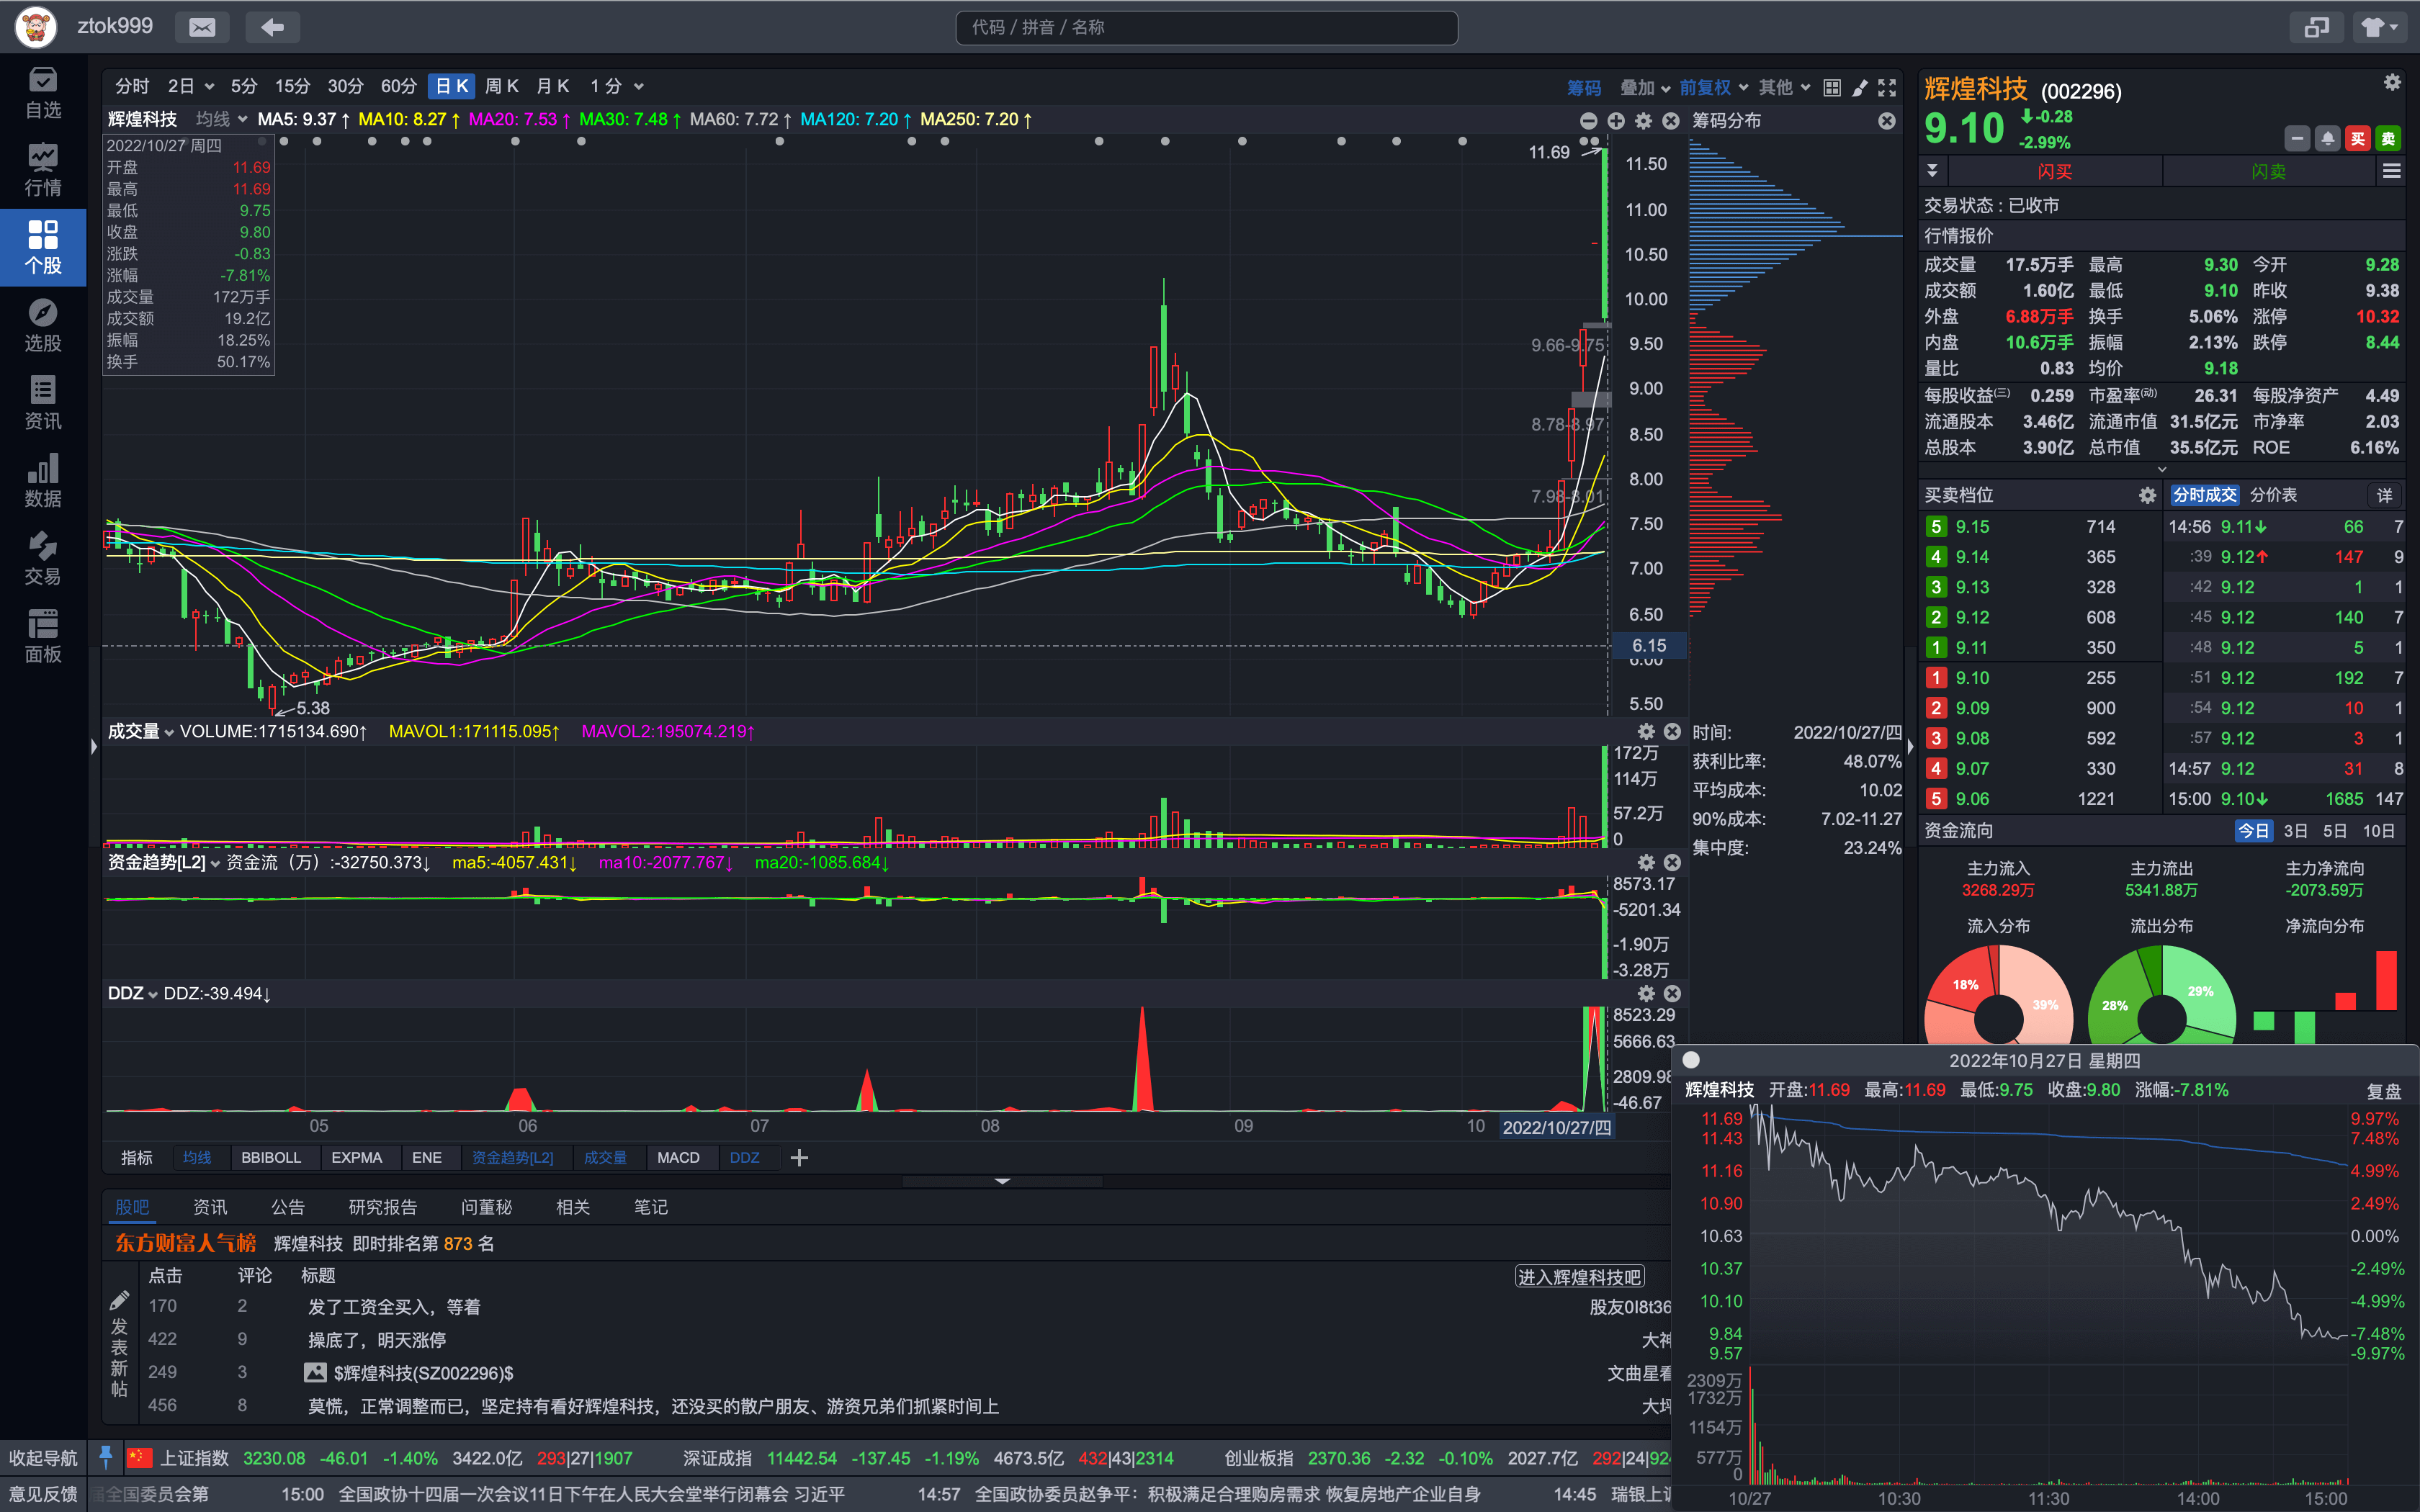 ztok999
代码 / 拼音 / 名称
自选
行情
个股
选股
资讯
数据
交易
面板
分时 2日 5分 15分 30分 60分 日K 周K 月K 1分 筹码 叠加 前复权 其他
辉煌科技 均线 MA5: 9.37↑ MA10: 8.27↑ MA20: 7.53↑ MA30: 7.48↑ MA60: 7.72↑ MA120: 7.20↑ MA250: 7.20↑
筹码分布
2022/10/27 周四
开盘 11.69
最高 11.69
最低 9.75
收盘 9.80
涨跌 -0.83
涨幅 -7.81%
成交量 172万手
成交额 19.2亿
振幅 18.25%
换手 50.17%
11.69
9.66-9.75
8.78-8.97
7.98-8.01
5.38
11.50
11.00
10.50
10.00
9.50
9.00
8.50
8.00
7.50
7.00
6.50
6.15
6.00
5.50
成交量 VOLUME:1715134.690↑ MAVOL1:171115.095↑ MAVOL2:195074.219↑
172万
114万
57.2万
0
资金趋势[L2] 资金流（万）:-32750.373↓ ma5:-4057.431↓ ma10:-2077.767↓ ma20:-1085.684↓
8573.17
-5201.34
-1.90万
-3.28万
DDZ DDZ:-39.494↓
8523.29
5666.63
2809.98
-46.67
05 06 07 08 09 10 2022/10/27/四
时间: 2022/10/27/四
获利比率: 48.07%
平均成本: 10.02
90%成本: 7.02-11.27
集中度: 23.24%
指标 均线 BBIBOLL EXPMA ENE 资金趋势[L2] 成交量 MACD DDZ
股吧 资讯 公告 研究报告 问董秘 相关 笔记
东方财富人气榜 辉煌科技 即时排名第 873 名
点击 评论 标题 进入辉煌科技吧
发表新帖
170 2 发了工资全买入，等着 股友0I8t36
422 9 操底了，明天涨停 大神
249 3 $辉煌科技(SZ002296)$ 文曲星看
456 8 莫慌，正常调整而已，坚定持有看好辉煌科技，还没买的散户朋友、游资兄弟们抓紧时间上 大坪
辉煌科技 (002296)
9.10 -0.28
-2.99%
买 卖
闪买 闪卖
交易状态 : 已收市
行情报价
成交量 17.5万手 最高 9.30 今开 9.28
成交额 1.60亿 最低 9.10 昨收 9.38
外盘 6.88万手 换手 5.06% 涨停 10.32
内盘 10.6万手 振幅 2.13% 跌停 8.44
量比 0.83 均价 9.18
每股收益(三) 0.259 市盈率(动) 26.31 每股净资产 4.49
流通股本 3.46亿 流通市值 31.5亿元 市净率 2.03
总股本 3.90亿 总市值 35.5亿元 ROE 6.16%
买卖档位 分时成交 分价表 详
5 9.15 714 14:56 9.11↓ 66 7
4 9.14 365 :39 9.12↑ 147 9
3 9.13 328 :42 9.12 1 1
2 9.12 608 :45 9.12 140 7
1 9.11 350 :48 9.12 5 1
1 9.10 255 :51 9.12 192 7
2 9.09 900 :54 9.12 10 1
3 9.08 592 :57 9.12 3 1
4 9.07 330 14:57 9.12 31 8
5 9.06 1221 15:00 9.10↓ 1685 147
资金流向 今日 3日 5日 10日
主力流入 主力流出 主力净流向
3268.29万 5341.88万 -2073.59万
流入分布 流出分布 净流向分布
18% 39% 28% 29%
2022年10月27日 星期四
辉煌科技 开盘:11.69 最高:11.69 最低:9.75 收盘:9.80 涨幅:-7.81% 复盘
11.69 9.97%
11.43 7.48%
11.16 4.99%
10.90 2.49%
10.63 0.00%
10.37 -2.49%
10.10 -4.99%
9.84 -7.48%
9.57 -9.97%
2309万
1732万
1154万
577万
0
10/27 10:30 11:30 14:00 15:00
收起导航 上证指数 3230.08 -46.01 -1.40% 3422.0亿 293|27|1907 深证成指 11442.54 -137.45 -1.19% 4673.5亿 432|43|2314 创业板指 2370.36 -2.32 -0.10% 2027.7亿 292|24|924
意见反馈 届全国委员会第 15:00 全国政协十四届一次会议11日下午在人民大会堂举行闭幕会 习近平 14:57 全国政协委员赵争平：积极满足合理购房需求 恢复房地产企业自身 14:45 瑞银上调